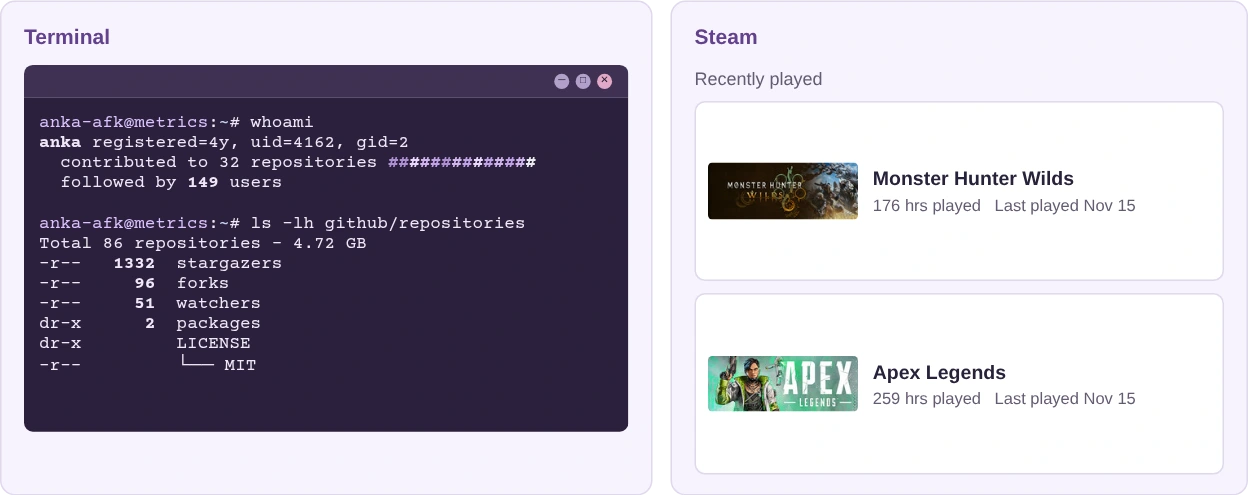 Terminal
anka-afk@metrics:~# whoami
anka registered=4y, uid=4162, gid=2
contributed to 32 repositories ##############
followed by 149 users
anka-afk@metrics:~# ls -lh github/repositories
Total 86 repositories - 4.72 GB
-r-- 1332 stargazers
-r-- 96 forks
-r-- 51 watchers
dr-x 2 packages
dr-x LICENSE
-r-- └── MIT
Steam
Recently played
MONSTER HUNTER
WILDS
Monster Hunter Wilds
176 hrs played Last played Nov 15
APEX
LEGENDS
Apex Legends
259 hrs played Last played Nov 15